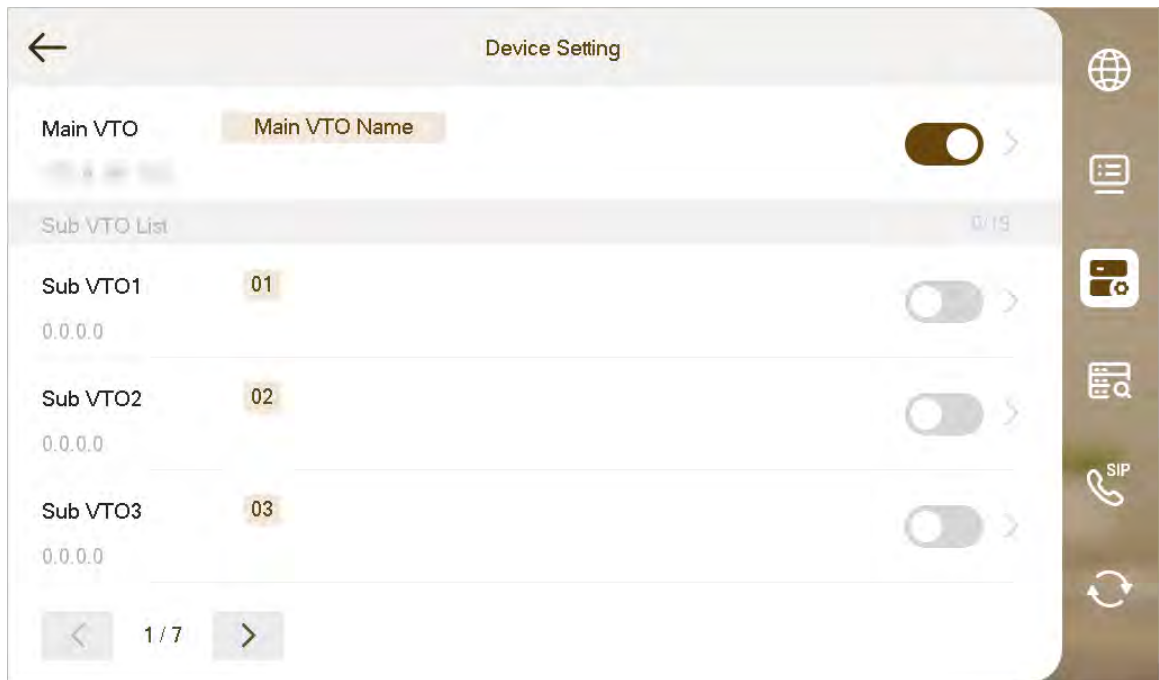 Device Setting
Main VTO Main VTO Name
Sub VTO List 0/19
Sub VTO1 01
0.0.0.0
Sub VTO2 02
0.0.0.0
Sub VTO3 03
0.0.0.0
1 / 7
SIP